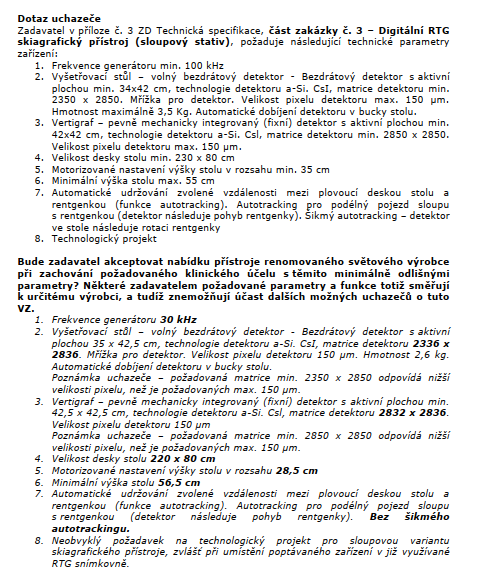 Dotaz uchazeče
Zadavatel v příloze č. 3 ZD Technická specifikace, část zakázky č. 3 – Digitální RTG
skiagrafický přístroj (sloupový stativ), požaduje následující technické parametry
zařízení:
1. Frekvence generátoru min. 100 kHz
2. Vyšetřovací stůl – volný bezdrátový detektor - Bezdrátový detektor s aktivní
plochou min. 34x42 cm, technologie detektoru a-Si. CsI, matrice detektoru min.
2350 x 2850. Mřížka pro detektor. Velikost pixelu detektoru max. 150 µm.
Hmotnost maximálně 3,5 Kg. Automatické dobíjení detektoru v bucky stolu.
3. Vertigraf – pevně mechanicky integrovaný (fixní) detektor s aktivní plochou min.
42x42 cm, technologie detektoru a-Si. CsI, matrice detektoru min. 2850 x 2850.
Velikost pixelu detektoru max. 150 µm.
4. Velikost desky stolu min. 230 x 80 cm
5. Motorizované nastavení výšky stolu v rozsahu min. 35 cm
6. Minimální výška stolu max. 55 cm
7. Automatické udržování zvolené vzdálenosti mezi plovoucí deskou stolu a
rentgenkou (funkce autotracking). Autotracking pro podélný pojezd sloupu
s rentgenkou (detektor následuje pohyb rentgenky). Šikmý autotracking – detektor
ve stole následuje rotaci rentgenky
8. Technologický projekt
Bude zadavatel akceptovat nabídku přístroje renomovaného světového výrobce
při zachování požadovaného klinického účelu s těmito minimálně odlišnými
parametry? Některé zadavatelem požadované parametry a funkce totiž směřují
k určitému výrobci, a tudíž znemožňují účast dalších možných uchazečů o tuto
VZ.
1. Frekvence generátoru 30 kHz
2. Vyšetřovací stůl – volný bezdrátový detektor - Bezdrátový detektor s aktivní
plochou 35 x 42,5 cm, technologie detektoru a-Si. CsI, matrice detektoru 2336 x
2836. Mřížka pro detektor. Velikost pixelu detektoru 150 µm. Hmotnost 2,6 kg.
Automatické dobíjení detektoru v bucky stolu.
Poznámka uchazeče – požadovaná matrice min. 2350 x 2850 odpovídá nižší
velikosti pixelu, než je požadovaných max. 150 µm.
3. Vertigraf – pevně mechanicky integrovaný (fixní) detektor s aktivní plochou min.
42,5 x 42,5 cm, technologie detektoru a-Si. CsI, matrice detektoru 2832 x 2836.
Velikost pixelu detektoru 150 µm
Poznámka uchazeče – požadovaná matrice min. 2850 x 2850 odpovídá nižší
velikosti pixelu, než je požadovaných max. 150 µm.
4. Velikost desky stolu 220 x 80 cm
5. Motorizované nastavení výšky stolu v rozsahu 28,5 cm
6. Minimální výška stolu 56,5 cm
7. Automatické udržování zvolené vzdálenosti mezi plovoucí deskou stolu a
rentgenkou (funkce autotracking). Autotracking pro podélný pojezd sloupu
s rentgenkou (detektor následuje pohyb rentgenky). Bez šikmého
autotrackingu.
8. Neobvyklý požadavek na technologický projekt pro sloupovou variantu
skiagrafického přístroje, zvlášť při umístění poptávaného zařízení v již využívané
RTG snímkovně.